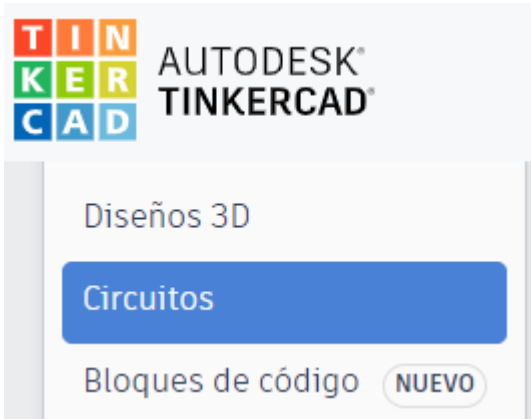 TIN
KER
CAD
AUTODESK®
TINKERCAD®
Diseños 3D
Circuitos
Bloques de código NUEVO